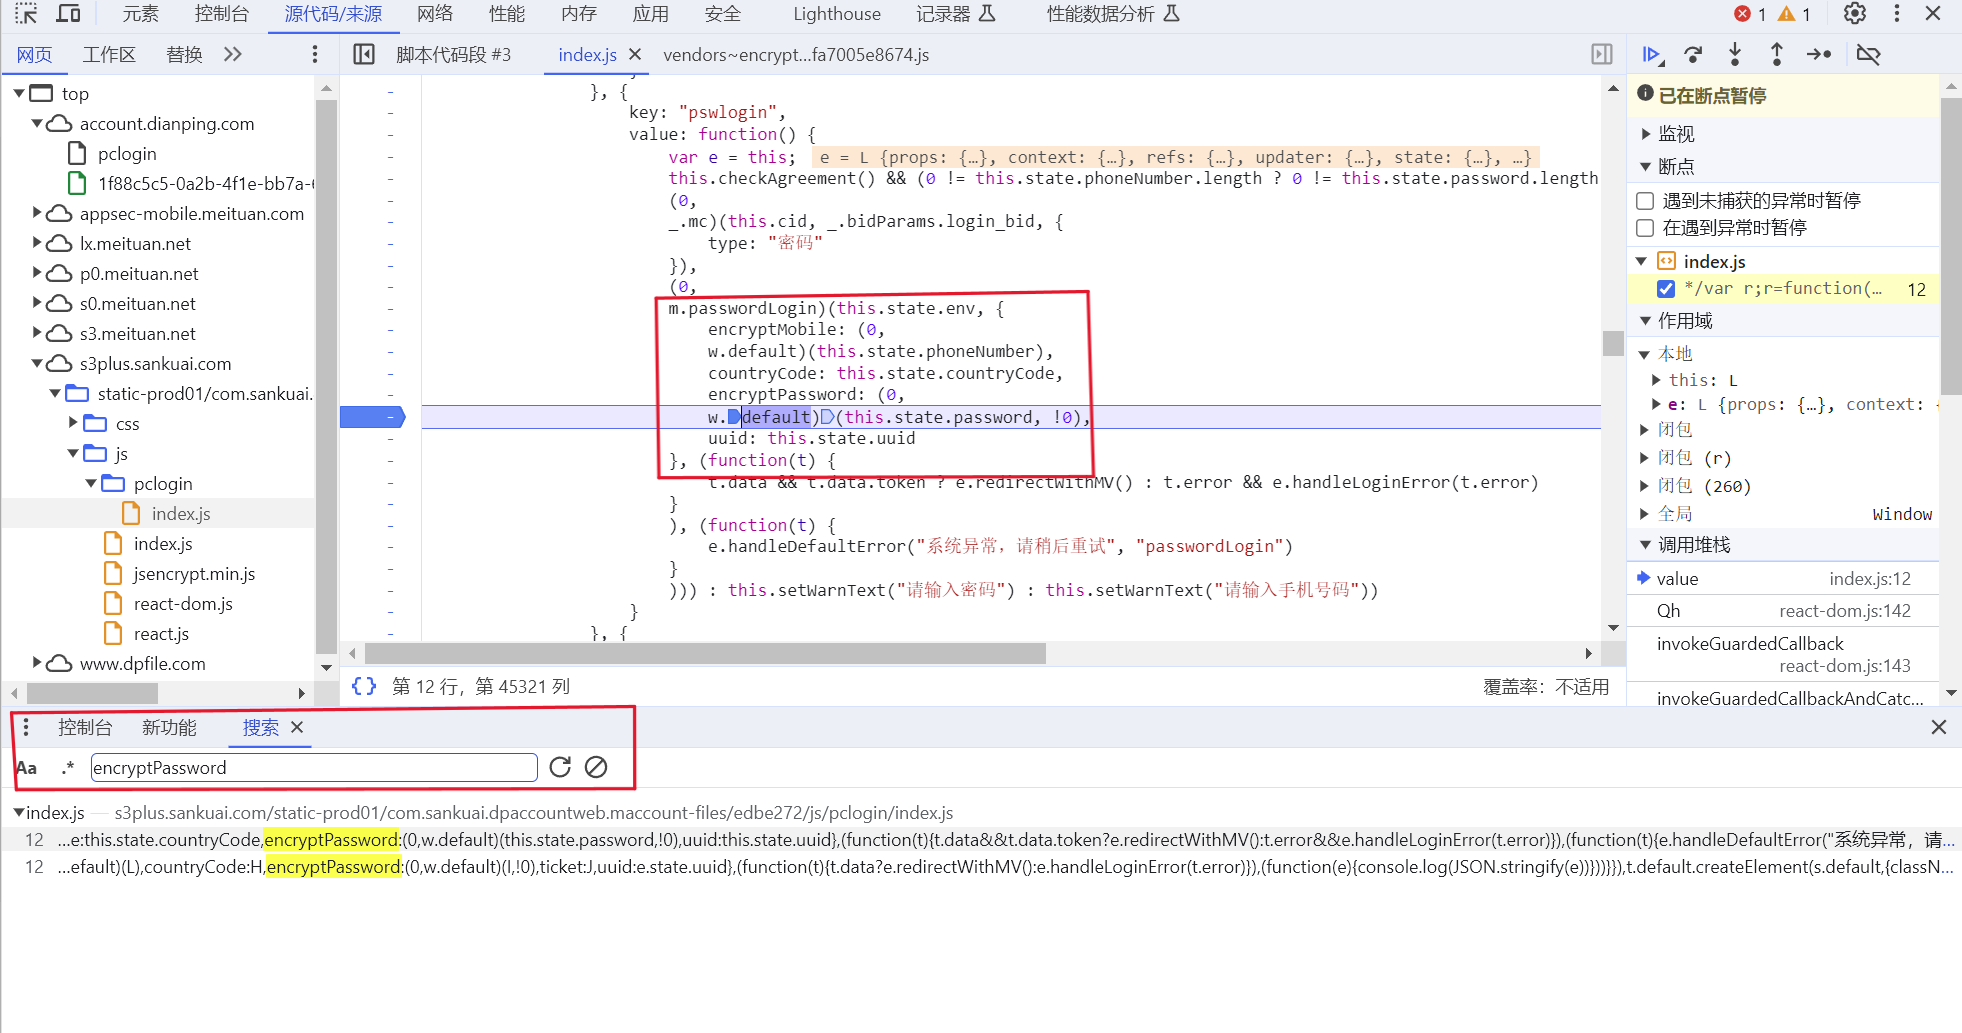 元素 控制台 源代码/来源 网络 性能 内存 应用 安全 Lighthouse 记录器 性能数据分析 1 1
网页 工作区 替换
脚本代码段 #3 index.js vendors~encrypt...fa7005e8674.js
top
account.dianping.com
pclogin
1f88c5c5-0a2b-4f1e-bb7a-
appsec-mobile.meituan.com
lx.meituan.net
p0.meituan.net
s0.meituan.net
s3.meituan.net
s3plus.sankuai.com
static-prod01/com.sankuai.
css
js
pclogin
index.js
index.js
jsencrypt.min.js
react-dom.js
react.js
www.dpfile.com
}, {
key: "pswlogin",
value: function() {
var e = this; e = L {props: {…}, context: {…}, refs: {…}, updater: {…}, state: {…}, …}
this.checkAgreement() && (0 != this.state.phoneNumber.length ? 0 != this.state.password.length
(0,
_.mc)(this.cid, _.bidParams.login_bid, {
type: "密码"
}),
(0,
m.passwordLogin)(this.state.env, {
encryptMobile: (0,
w.default)(this.state.phoneNumber),
countryCode: this.state.countryCode,
encryptPassword: (0,
w.default)(this.state.password, !0),
uuid: this.state.uuid
}, (function(t) {
t.data && t.data.token ? e.redirectWithMV() : t.error && e.handleLoginError(t.error)
}
), (function(t) {
e.handleDefaultError("系统异常，请稍后重试", "passwordLogin")
}
))) : this.setWarnText("请输入密码") : this.setWarnText("请输入手机号码"))
}
}, {
{} 第 12 行，第 45321 列 覆盖率：不适用
已在断点暂停
监视
断点
遇到未捕获的异常时暂停
在遇到异常时暂停
index.js
*/var r;r=function(… 12
作用域
本地
this: L
e: L {props: {…}, context:
闭包
闭包 (r)
闭包 (260)
全局 Window
调用堆栈
value index.js:12
Qh react-dom.js:142
invokeGuardedCallback
react-dom.js:143
invokeGuardedCallbackAndCatc...
控制台 新功能 搜索
Aa .* encryptPassword
index.js — s3plus.sankuai.com/static-prod01/com.sankuai.dpaccountweb.maccount-files/edbe272/js/pclogin/index.js
12 …e:this.state.countryCode,encryptPassword:(0,w.default)(this.state.password,!0),uuid:this.state.uuid},(function(t){t.data&&t.data.token?e.redirectWithMV():t.error&&e.handleLoginError(t.error)}),(function(t){e.handleDefaultError("系统异常，请…
12 …efault)(L),countryCode:H,encryptPassword:(0,w.default)(I,!0),ticket:J,uuid:e.state.uuid},(function(t){t.data?e.redirectWithMV():e.handleLoginError(t.error)}),(function(e){console.log(JSON.stringify(e))}))}}),t.default.createElement(s.default,{classN…